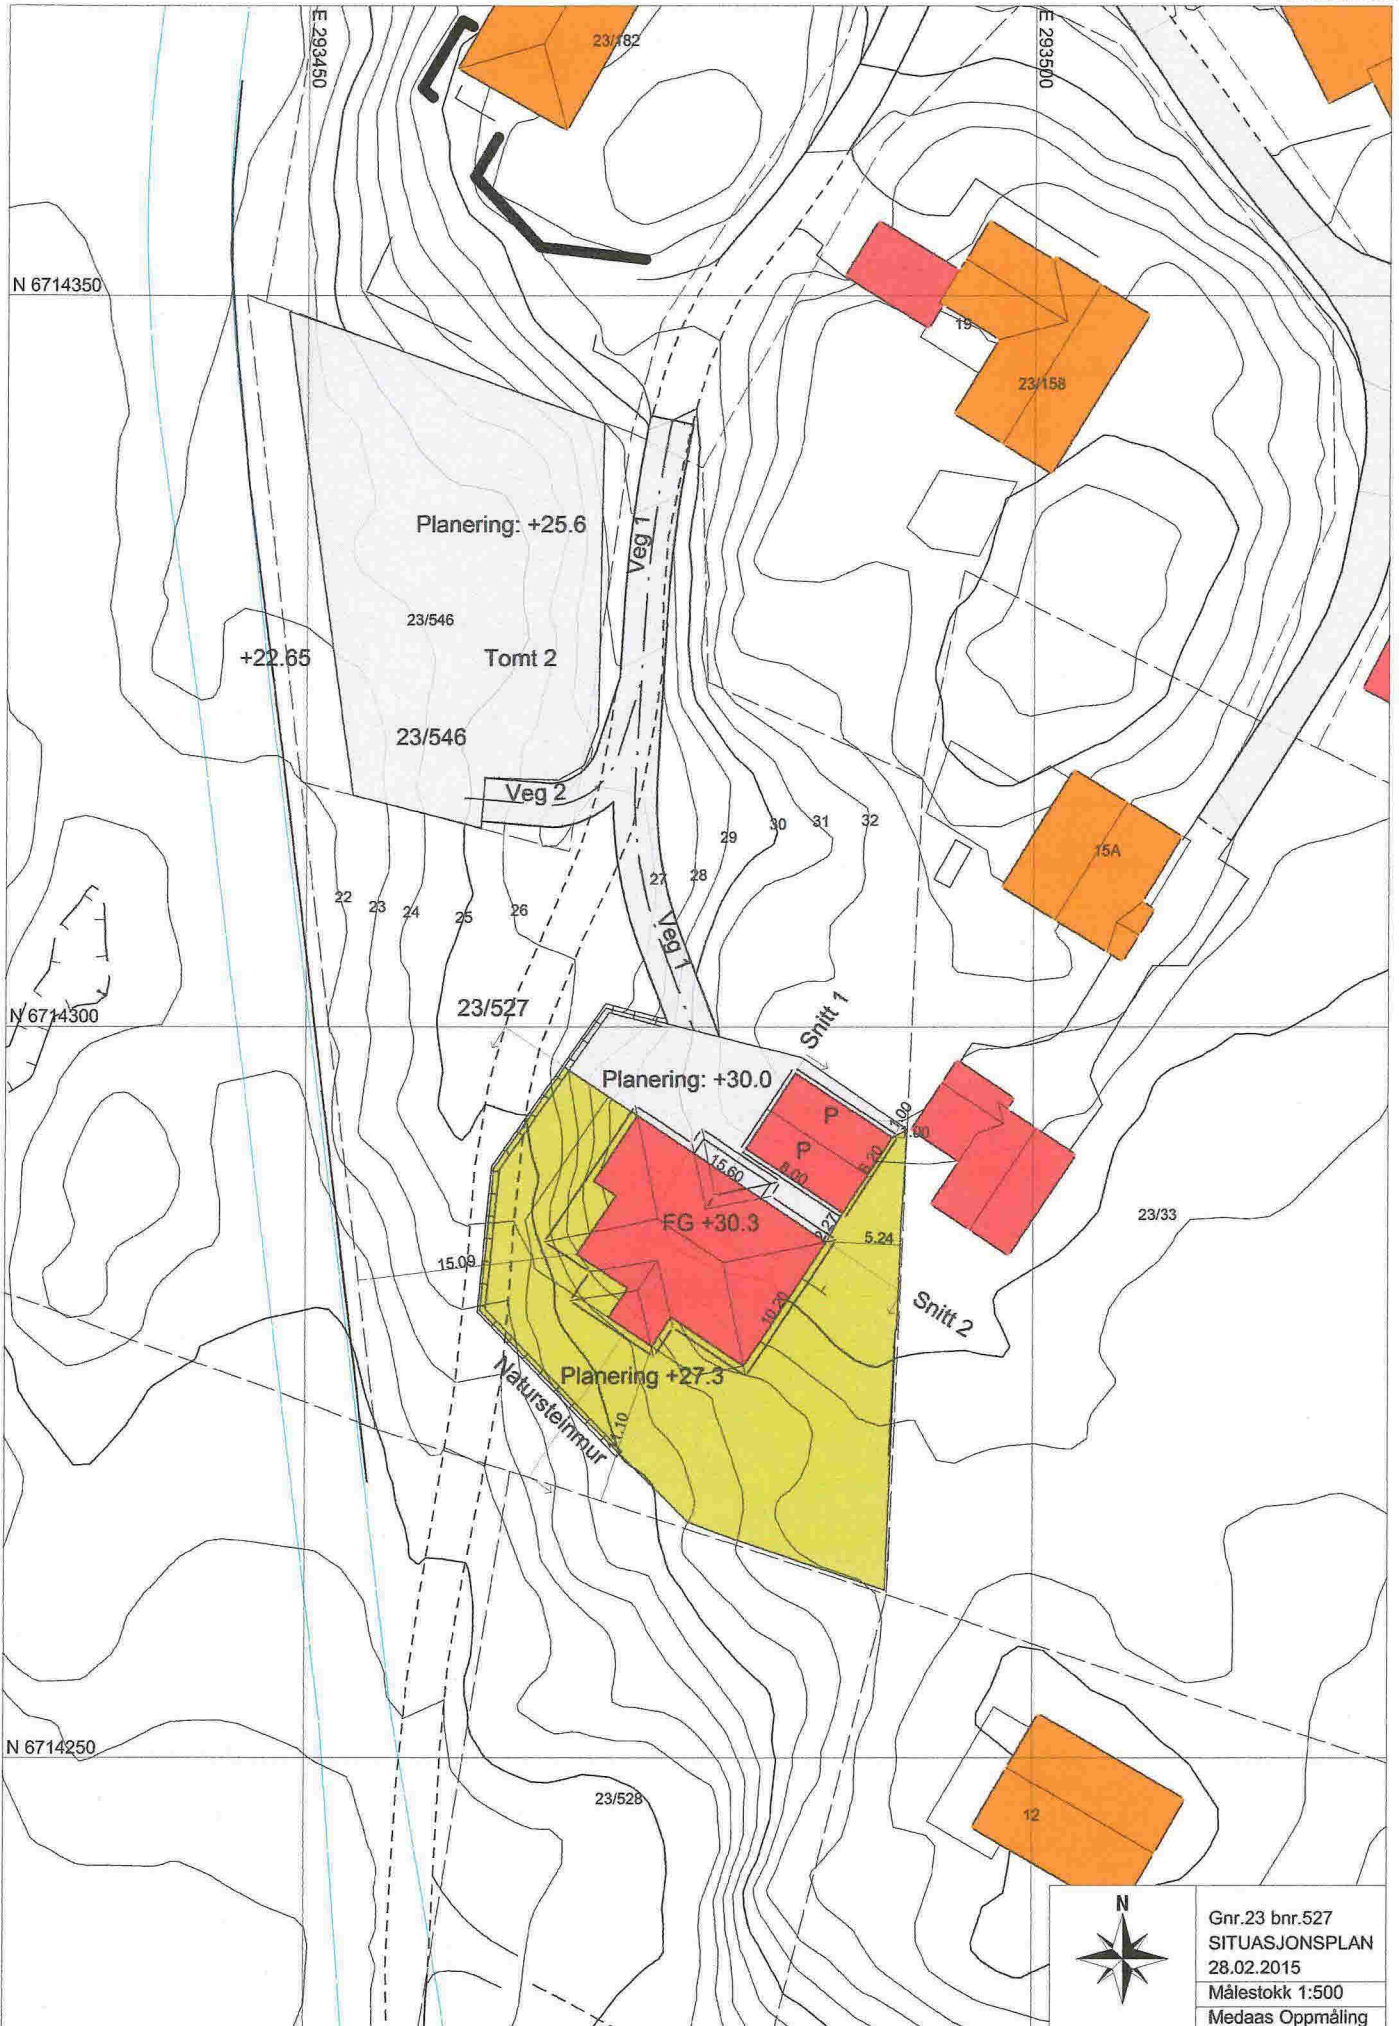 E 293450
23/182
E 293500
N 6714350
19
23/158
Planering: +25.6
Veg 1
23/546
+22.65
Tomt 2
23/546
Veg 2
29
30
31
32
15A
27
28
22
23
24
25
26
Veg 1
23/527
N 6714300
Snitt 1
Planering: +30.0
P
1.00
P
15.60
8.00
6.20
23/33
FG +30.3
2.27
5.24
15.09
10.20
Snitt 2
Natursteinmur
Planering +27.3
N 6714250
23/528
12
N
Gnr.23 bnr.527
SITUASJONSPLAN
28.02.2015
Målestokk 1:500
Medaas Oppmåling